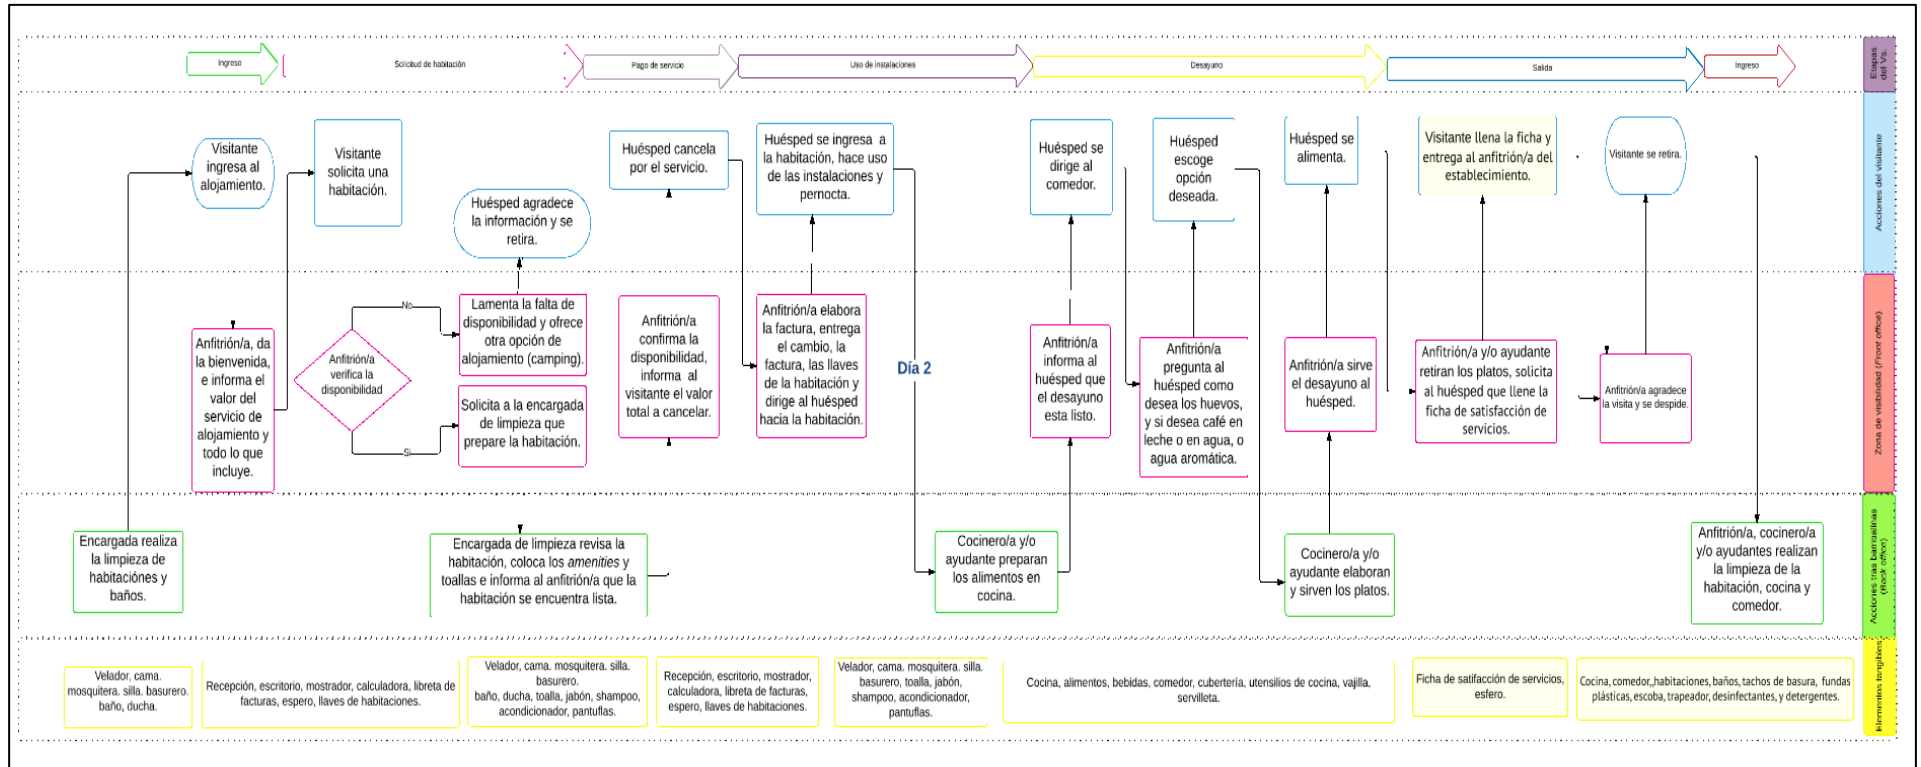 Ingreso
Solicitud de habitación
Pago de servicio
Uso de instalaciones
Desayuno
Salida
Ingreso
Etapas
del Vs.
Visitante
ingresa al
alojamiento.
Visitante
solicita una
habitación.
Huésped agradece
la información y se
retira.
Huésped cancela
por el servicio.
Huésped se ingresa a
la habitación, hace uso
de las instalaciones y
pernocta.
Huésped se
dirige al
comedor.
Huésped
escoge
opción
deseada.
Huésped se
alimenta.
Visitante llena la ficha y
entrega al anfitrión/a del
establecimiento.
Visitante se retira.
Acciones del visitante
Anfitrión/a, da
la bienvenida,
e informa el
valor del
servicio de
alojamiento y
todo lo que
incluye.
Anfitrión/a
verifica la
disponibilidad
No
Si
Lamenta la falta de
disponibilidad y ofrece
otra opción de
alojamiento (camping).
Solicita a la encargada
de limpieza que
prepare la habitación.
Anfitrión/a
confirma la
disponibilidad,
informa al
visitante el valor
total a cancelar.
Anfitrión/a elabora
la factura, entrega
el cambio, la
factura, las llaves
de la habitación y
dirige al huésped
hacia la habitación.
Día 2
Anfitrión/a
informa al
huésped que
el desayuno
esta listo.
Anfitrión/a
pregunta al
huésped como
desea los huevos,
y si desea café en
leche o en agua, o
agua aromática.
Anfitrión/a sirve
el desayuno al
huésped.
Anfitrión/a y/o ayudante
retiran los platos, solicita
al huésped que llene la
ficha de satisfacción de
servicios.
Anfitrión/a agradece
la visita y se despide.
Zona de visibilidad (Front office)
Encargada realiza
la limpieza de
habitaciónes y
baños.
Encargada de limpieza revisa la
habitación, coloca los amenities y
toallas e informa al anfitrión/a que la
habitación se encuentra lista.
Cocinero/a y/o
ayudante preparan
los alimentos en
cocina.
Cocinero/a y/o
ayudante elaboran
y sirven los platos.
Anfitrión/a, cocinero/a
y/o ayudantes realizan
la limpieza de la
habitación, cocina y
comedor.
Acciones tras bambalinas
(Back office)
Velador, cama.
mosquitera. silla. basurero.
baño, ducha.
Recepción, escritorio, mostrador, calculadora, libreta de
facturas, espero, llaves de habitaciones.
Velador, cama. mosquitera. silla.
basurero.
baño, ducha, toalla, jabón, shampoo,
acondicionador, pantuflas.
Recepción, escritorio, mostrador,
calculadora, libreta de facturas,
espero, llaves de habitaciones.
Velador, cama. mosquitera. silla.
basurero, toalla, jabón,
shampoo, acondicionador,
pantuflas.
Cocina, alimentos, bebidas, comedor, cubertería, utensilios de cocina, vajilla,
servilleta.
Ficha de satifacción de servicios,
esfero.
Cocina, comedor,,habitaciones, baños, tachos de basura, fundas
plásticas, escoba, trapeador, desinfectantes, y detergentes.
Elementos tangibles